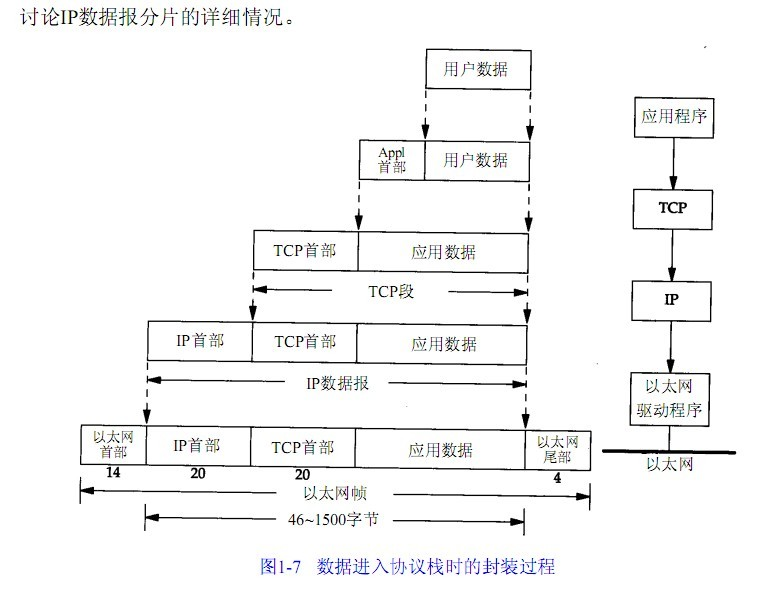 讨论IP数据报分片的详细情况。
用户数据
应用程序
Appl
首部
用户数据
TCP
TCP首部
应用数据
TCP段
IP
IP首部
TCP首部
应用数据
IP数据报
以太网
驱动程序
以太网
首部
IP首部
TCP首部
应用数据
以太网
尾部
以太网
14
20
20
4
以太网帧
46~1500字节
图1-7 数据进入协议栈时的封装过程